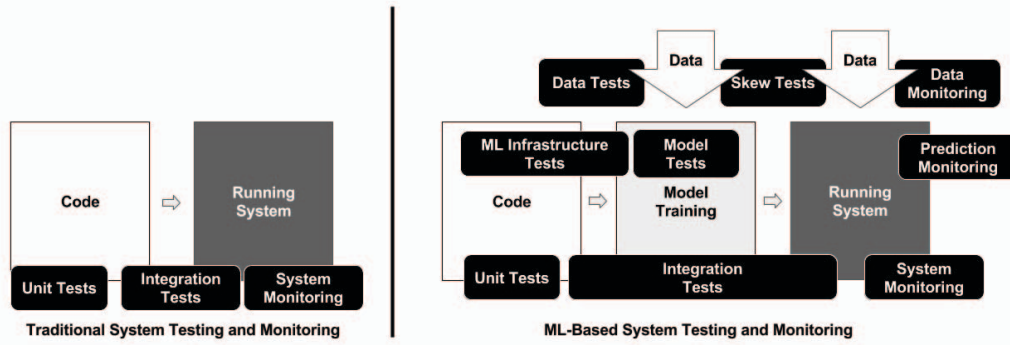 Code
Running
System
Unit Tests
Integration
Tests
System
Monitoring
Traditional System Testing and Monitoring
Data
Data
Data Tests
Skew Tests
Data
Monitoring
ML Infrastructure
Tests
Model
Tests
Prediction
Monitoring
Code
Model
Training
Running
System
Unit Tests
Integration
Tests
System
Monitoring
ML-Based System Testing and Monitoring